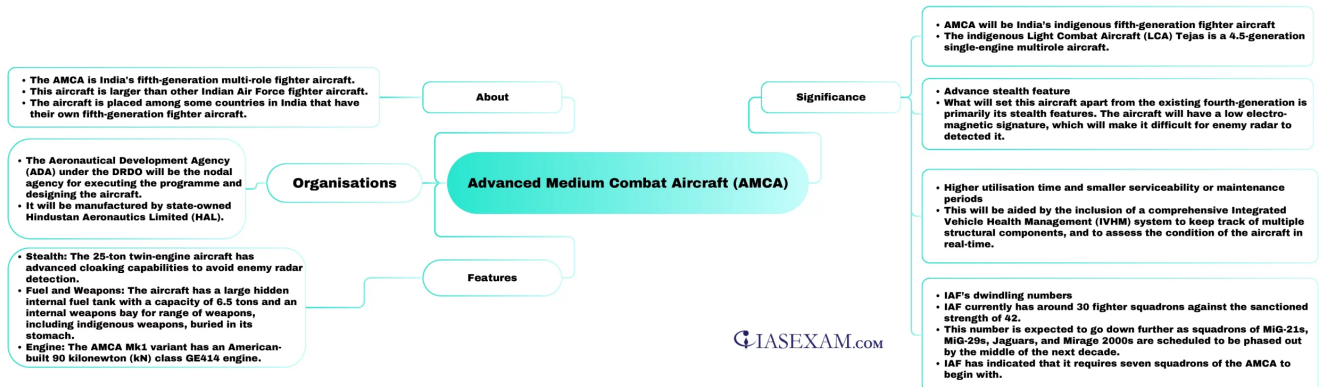 Advanced Medium Combat Aircraft (AMCA)
About
• The AMCA is India's fifth-generation multi-role fighter aircraft.
• This aircraft is larger than other Indian Air Force fighter aircraft.
• The aircraft is placed among some countries in India that have
their own fifth-generation fighter aircraft.
Organisations
• The Aeronautical Development Agency
(ADA) under the DRDO will be the nodal
agency for executing the programme and
designing the aircraft.
• It will be manufactured by state-owned
Hindustan Aeronautics Limited (HAL).
Features
• Stealth: The 25-ton twin-engine aircraft has
advanced cloaking capabilities to avoid enemy radar
detection.
• Fuel and Weapons: The aircraft has a large hidden
internal fuel tank with a capacity of 6.5 tons and an
internal weapons bay for range of weapons,
including indigenous weapons, buried in its
stomach.
• Engine: The AMCA Mk1 variant has an American-
built 90 kilonewton (kN) class GE414 engine.
Significance
• AMCA will be India's indigenous fifth-generation fighter aircraft
• The indigenous Light Combat Aircraft (LCA) Tejas is a 4.5-generation
single-engine multirole aircraft.
• Advance stealth feature
• What will set this aircraft apart from the existing fourth-generation is
primarily its stealth features. The aircraft will have a low electro-
magnetic signature, which will make it difficult for enemy radar to
detected it.
• Higher utilisation time and smaller serviceability or maintenance
periods
• This will be aided by the inclusion of a comprehensive Integrated
Vehicle Health Management (IVHM) system to keep track of multiple
structural components, and to assess the condition of the aircraft in
real-time.
• IAF's dwindling numbers
• IAF currently has around 30 fighter squadrons against the sanctioned
strength of 42.
• This number is expected to go down further as squadrons of MiG-21s,
MiG-29s, Jaguars, and Mirage 2000s are scheduled to be phased out
by the middle of the next decade.
• IAF has indicated that it requires seven squadrons of the AMCA to
begin with.
IASEXAM.COM